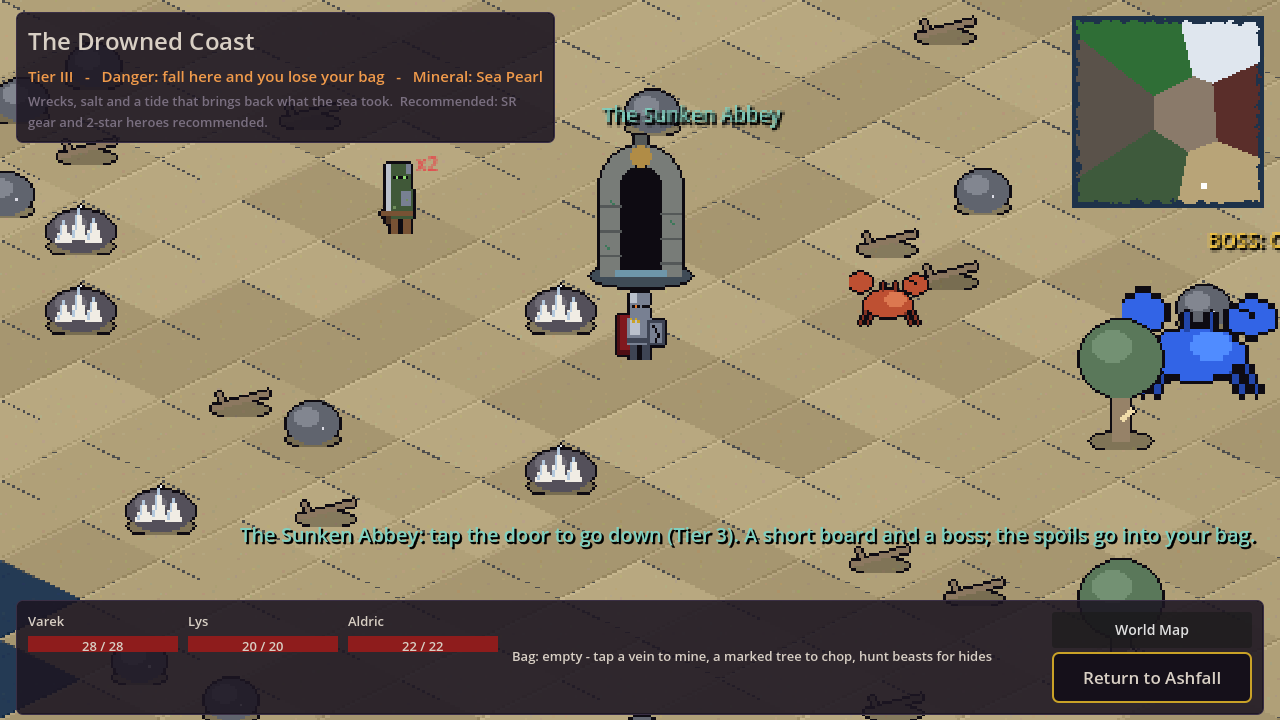 The Drowned Coast
Tier III - Danger: fall here and you lose your bag - Mineral: Sea Pearl
Wrecks, salt and a tide that brings back what the sea took. Recommended: SR
gear and 2-star heroes recommended.
The Sunken Abbey
x2
BOSS:
The Sunken Abbey: tap the door to go down (Tier 3). A short board and a boss; the spoils go into your bag.
Varek
Lys
Aldric
28 / 28
20 / 20
22 / 22
Bag: empty - tap a vein to mine, a marked tree to chop, hunt beasts for hides
World Map
Return to Ashfall